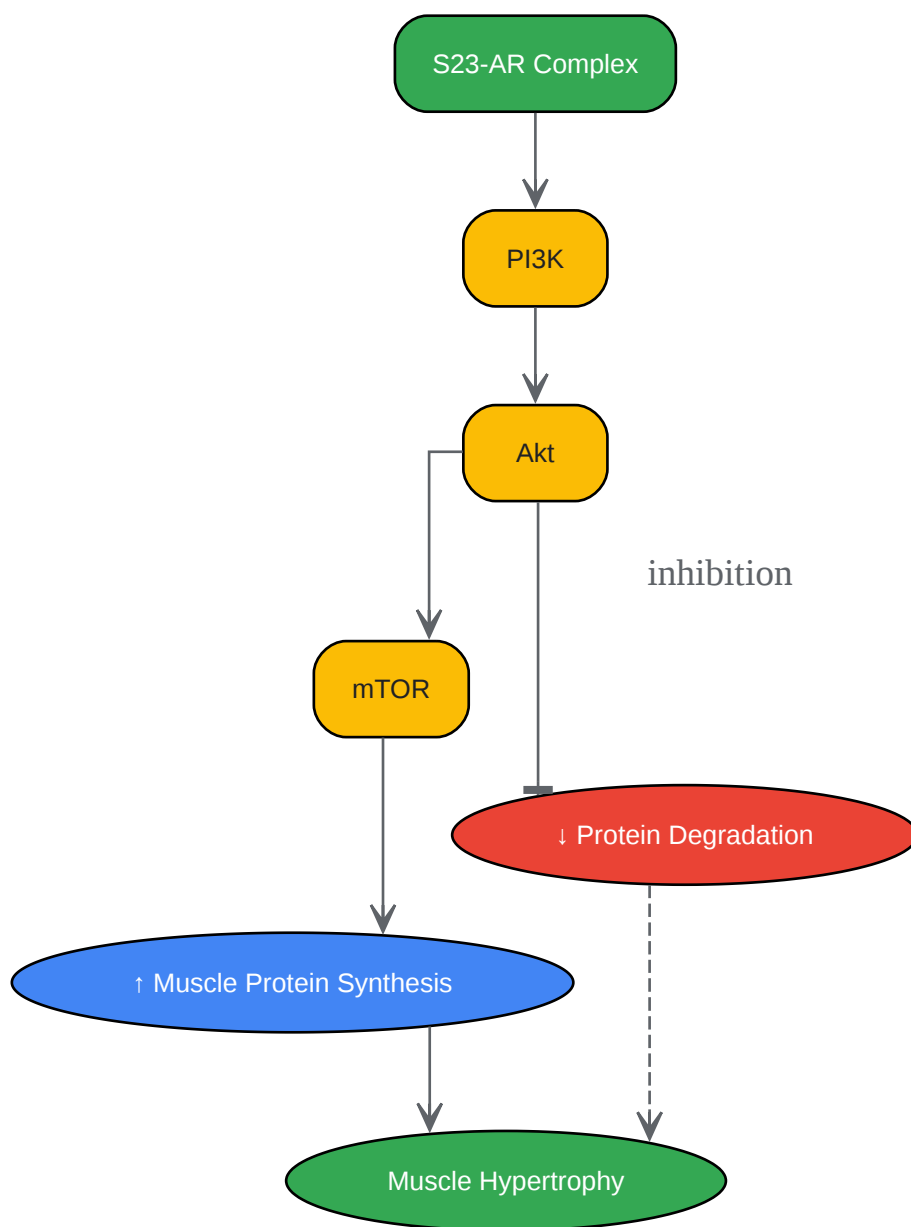 S23-AR Complex
PI3K
Akt
inhibition
mTOR
↓ Protein Degradation
↑ Muscle Protein Synthesis
Muscle Hypertrophy